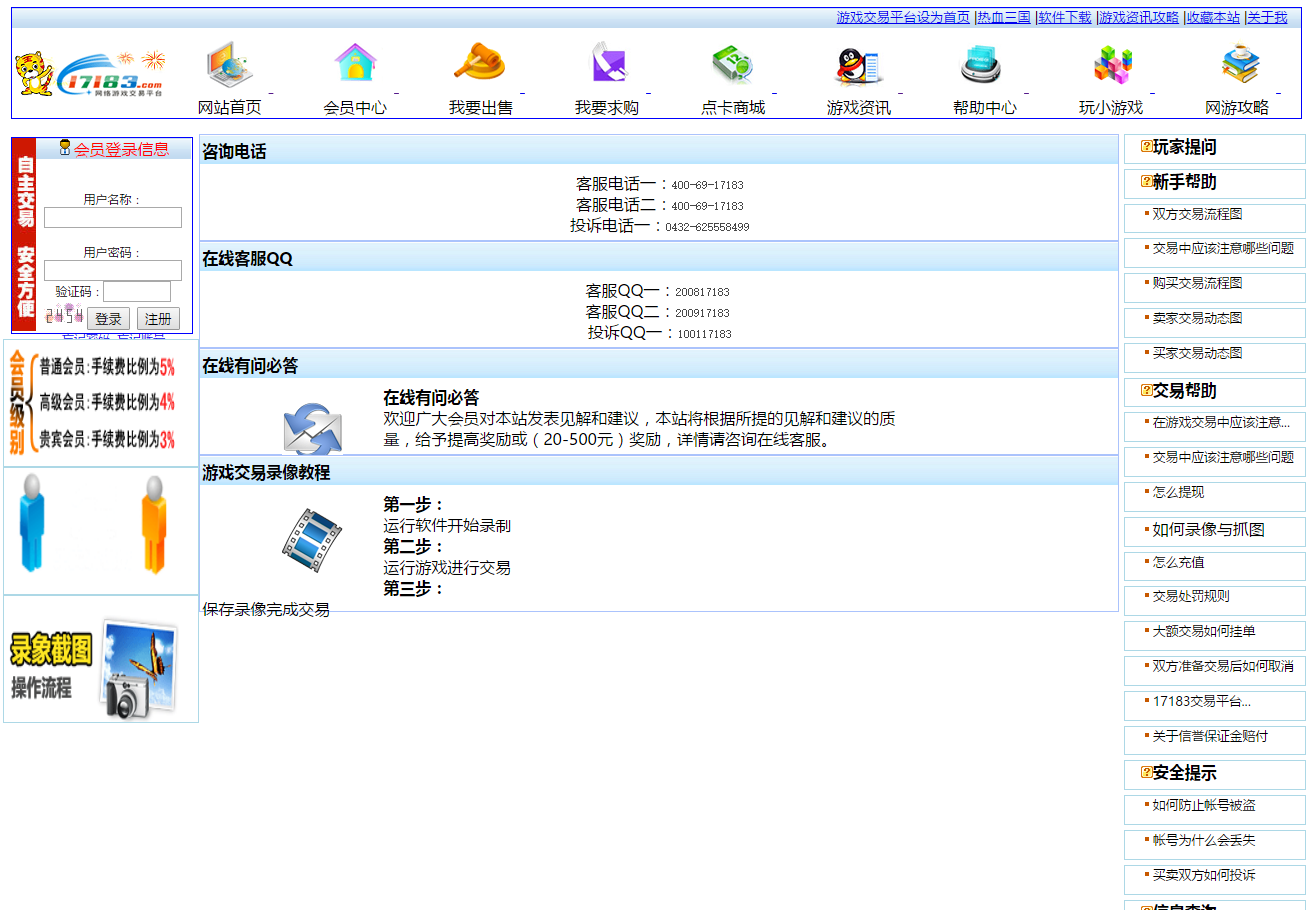 游戏交易平台设为首页 |热血三国 |软件下载 |游戏资讯攻略 |收藏本站 |关于我
17183.com
网络游戏交易平台
网站首页
会员中心
我要出售
我要求购
点卡商城
游戏资讯
帮助中心
玩小游戏
网游攻略
自主交易 安全方便
会员登录信息
用户名称：
用户密码：
验证码：
登录
注册
普通会员:手续费比例为5%
高级会员:手续费比例为4%
贵宾会员:手续费比例为3%
会员级别
录象截图
操作流程
咨询电话
客服电话一：400-69-17183
客服电话二：400-69-17183
投诉电话一：0432-625558499
在线客服QQ
客服QQ一：200817183
客服QQ二：200917183
投诉QQ一：100117183
在线有问必答
在线有问必答
欢迎广大会员对本站发表见解和建议，本站将根据所提的见解和建议的质
量，给予提高奖励或（20-500元）奖励，详情请咨询在线客服。
游戏交易录像教程
第一步：
运行软件开始录制
第二步：
运行游戏进行交易
第三步：
保存录像完成交易
玩家提问
新手帮助
双方交易流程图
交易中应该注意哪些问题
购买交易流程图
卖家交易动态图
买家交易动态图
交易帮助
在游戏交易中应该注意...
交易中应该注意哪些问题
怎么提现
如何录像与抓图
怎么充值
交易处罚规则
大额交易如何挂单
双方准备交易后如何取消
17183交易平台...
关于信誉保证金赔付
安全提示
如何防止帐号被盗
帐号为什么会丢失
买卖双方如何投诉